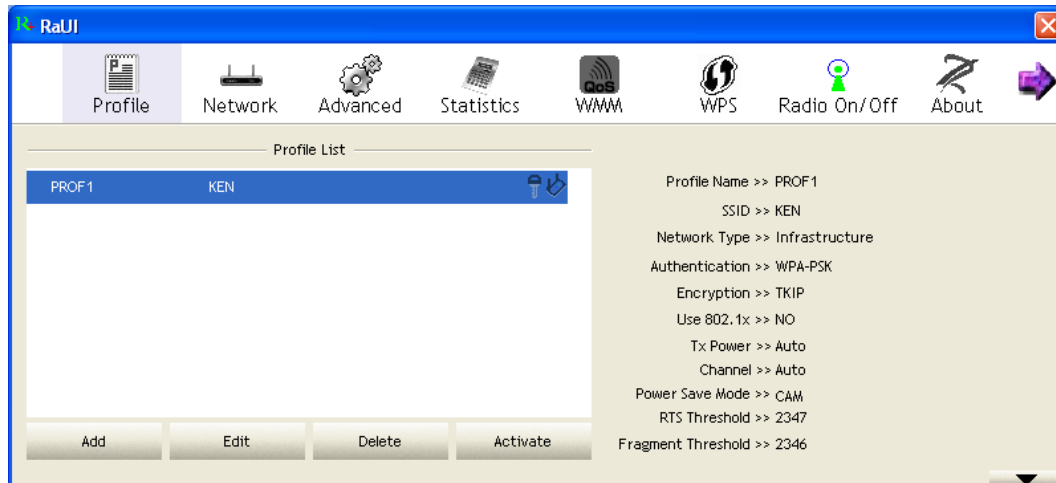 RaUI
Profile Network Advanced Statistics WMM WPS Radio On/Off About
P
QoS
Profile List
PROF1 KEN
Add Edit Delete Activate
Profile Name >> PROF1
SSID >> KEN
Network Type >> Infrastructure
Authentication >> WPA-PSK
Encryption >> TKIP
Use 802.1x >> NO
Tx Power >> Auto
Channel >> Auto
Power Save Mode >> CAM
RTS Threshold >> 2347
Fragment Threshold >> 2346